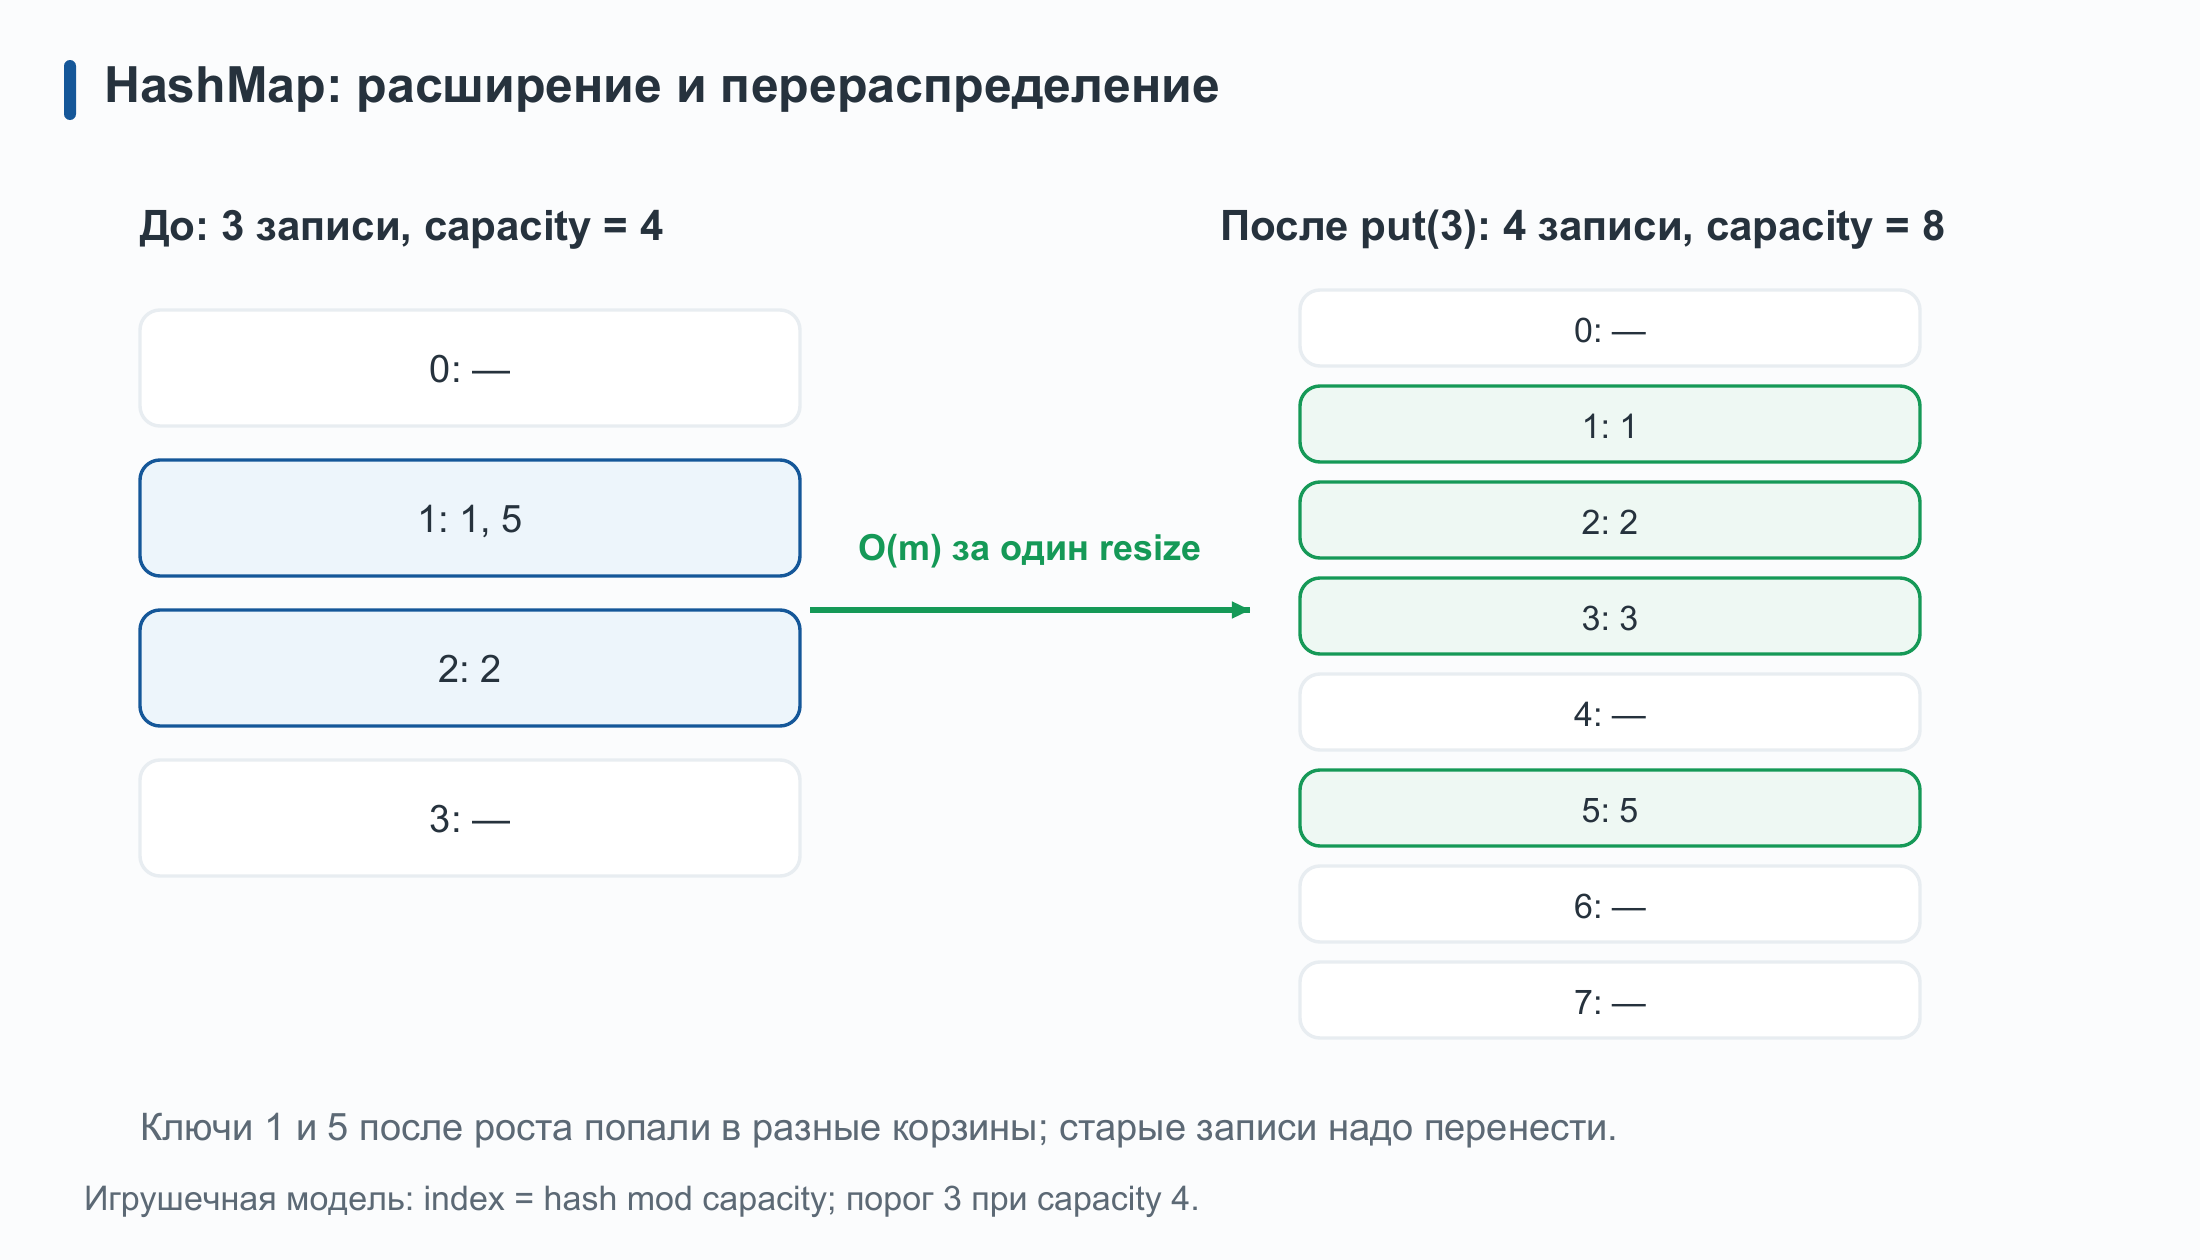 HashMap: расширение и перераспределение
До: 3 записи, capacity = 4
0: —
1: 1, 5
2: 2
3: —
O(m) за один resize
После put(3): 4 записи, capacity = 8
0: —
1: 1
2: 2
3: 3
4: —
5: 5
6: —
7: —
Ключи 1 и 5 после роста попали в разные корзины; старые записи надо перенести.
Игрушечная модель: index = hash mod capacity; порог 3 при capacity 4.